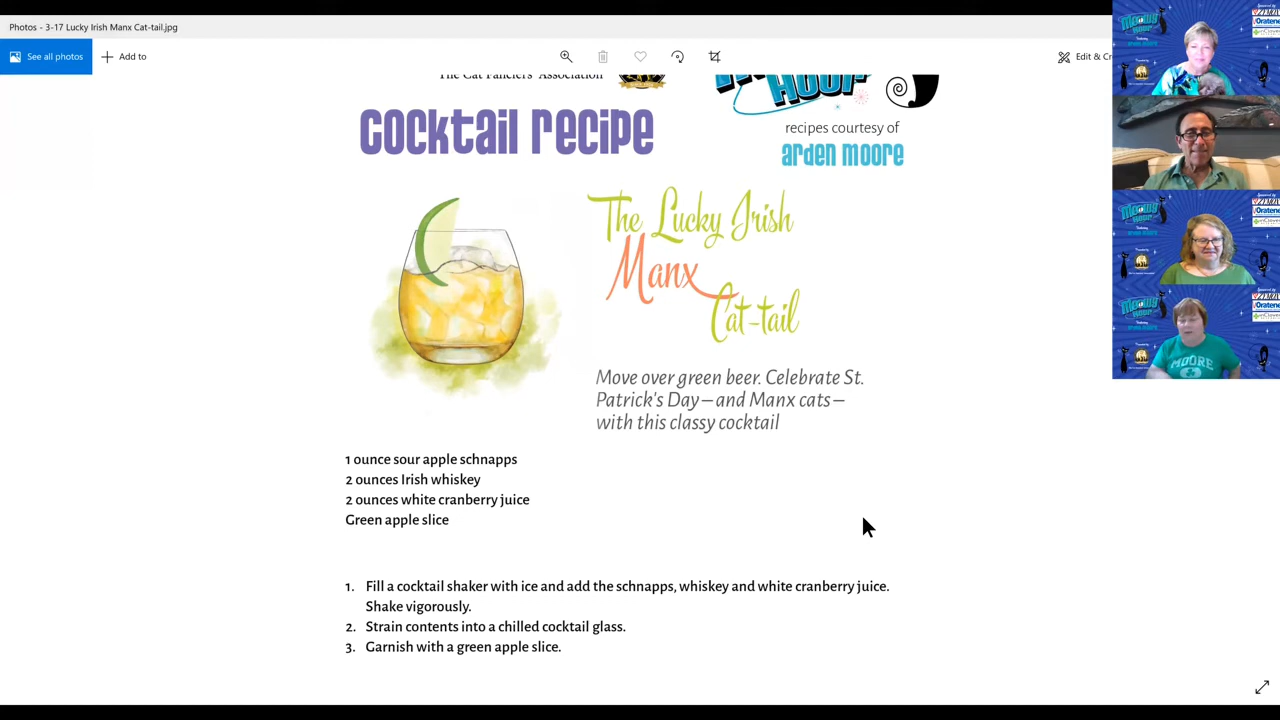 Photos - 3-17 Lucky Irish Manx Cat-tail.jpg
See all photos
Add to
Edit & Cr
The Cat Fanciers' Association
Hour
cocktail recipe
recipes courtesy of
arden moore
The Lucky Irish
Manx
Cat-tail
Move over green beer. Celebrate St.
Patrick's Day – and Manx cats –
with this classy cocktail
1 ounce sour apple schnapps
2 ounces Irish whiskey
2 ounces white cranberry juice
Green apple slice
1. Fill a cocktail shaker with ice and add the schnapps, whiskey and white cranberry juice.
Shake vigorously.
2. Strain contents into a chilled cocktail glass.
3. Garnish with a green apple slice.
Oratene
Oratene
Oratene
MOORE